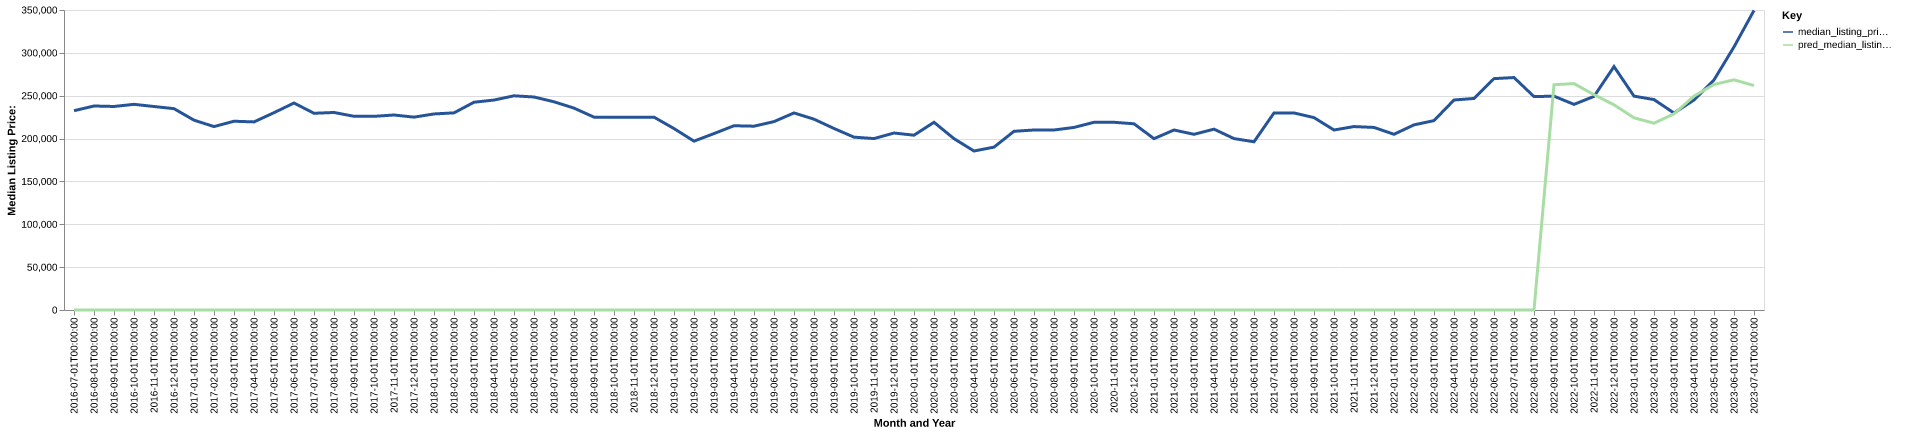 350,000
300,000
250,000
200,000
150,000
100,000
50,000
0
Median Listing Price:
2016-07-01T00:00:00
2016-08-01T00:00:00
2016-09-01T00:00:00
2016-10-01T00:00:00
2016-11-01T00:00:00
2016-12-01T00:00:00
2017-01-01T00:00:00
2017-02-01T00:00:00
2017-03-01T00:00:00
2017-04-01T00:00:00
2017-05-01T00:00:00
2017-06-01T00:00:00
2017-07-01T00:00:00
2017-08-01T00:00:00
2017-09-01T00:00:00
2017-10-01T00:00:00
2017-11-01T00:00:00
2017-12-01T00:00:00
2018-01-01T00:00:00
2018-02-01T00:00:00
2018-03-01T00:00:00
2018-04-01T00:00:00
2018-05-01T00:00:00
2018-06-01T00:00:00
2018-07-01T00:00:00
2018-08-01T00:00:00
2018-09-01T00:00:00
2018-10-01T00:00:00
2018-11-01T00:00:00
2018-12-01T00:00:00
2019-01-01T00:00:00
2019-02-01T00:00:00
2019-03-01T00:00:00
2019-04-01T00:00:00
2019-05-01T00:00:00
2019-06-01T00:00:00
2019-07-01T00:00:00
2019-08-01T00:00:00
2019-09-01T00:00:00
2019-10-01T00:00:00
2019-11-01T00:00:00
2019-12-01T00:00:00
2020-01-01T00:00:00
2020-02-01T00:00:00
2020-03-01T00:00:00
2020-04-01T00:00:00
2020-05-01T00:00:00
2020-06-01T00:00:00
2020-07-01T00:00:00
2020-08-01T00:00:00
2020-09-01T00:00:00
2020-10-01T00:00:00
2020-11-01T00:00:00
2020-12-01T00:00:00
2021-01-01T00:00:00
2021-02-01T00:00:00
2021-03-01T00:00:00
2021-04-01T00:00:00
2021-05-01T00:00:00
2021-06-01T00:00:00
2021-07-01T00:00:00
2021-08-01T00:00:00
2021-09-01T00:00:00
2021-10-01T00:00:00
2021-11-01T00:00:00
2021-12-01T00:00:00
2022-01-01T00:00:00
2022-02-01T00:00:00
2022-03-01T00:00:00
2022-04-01T00:00:00
2022-05-01T00:00:00
2022-06-01T00:00:00
2022-07-01T00:00:00
2022-08-01T00:00:00
2022-09-01T00:00:00
2022-10-01T00:00:00
2022-11-01T00:00:00
2022-12-01T00:00:00
2023-01-01T00:00:00
2023-02-01T00:00:00
2023-03-01T00:00:00
2023-04-01T00:00:00
2023-05-01T00:00:00
2023-06-01T00:00:00
2023-07-01T00:00:00
Month and Year
Key
median_listing_pri…
pred_median_listin…